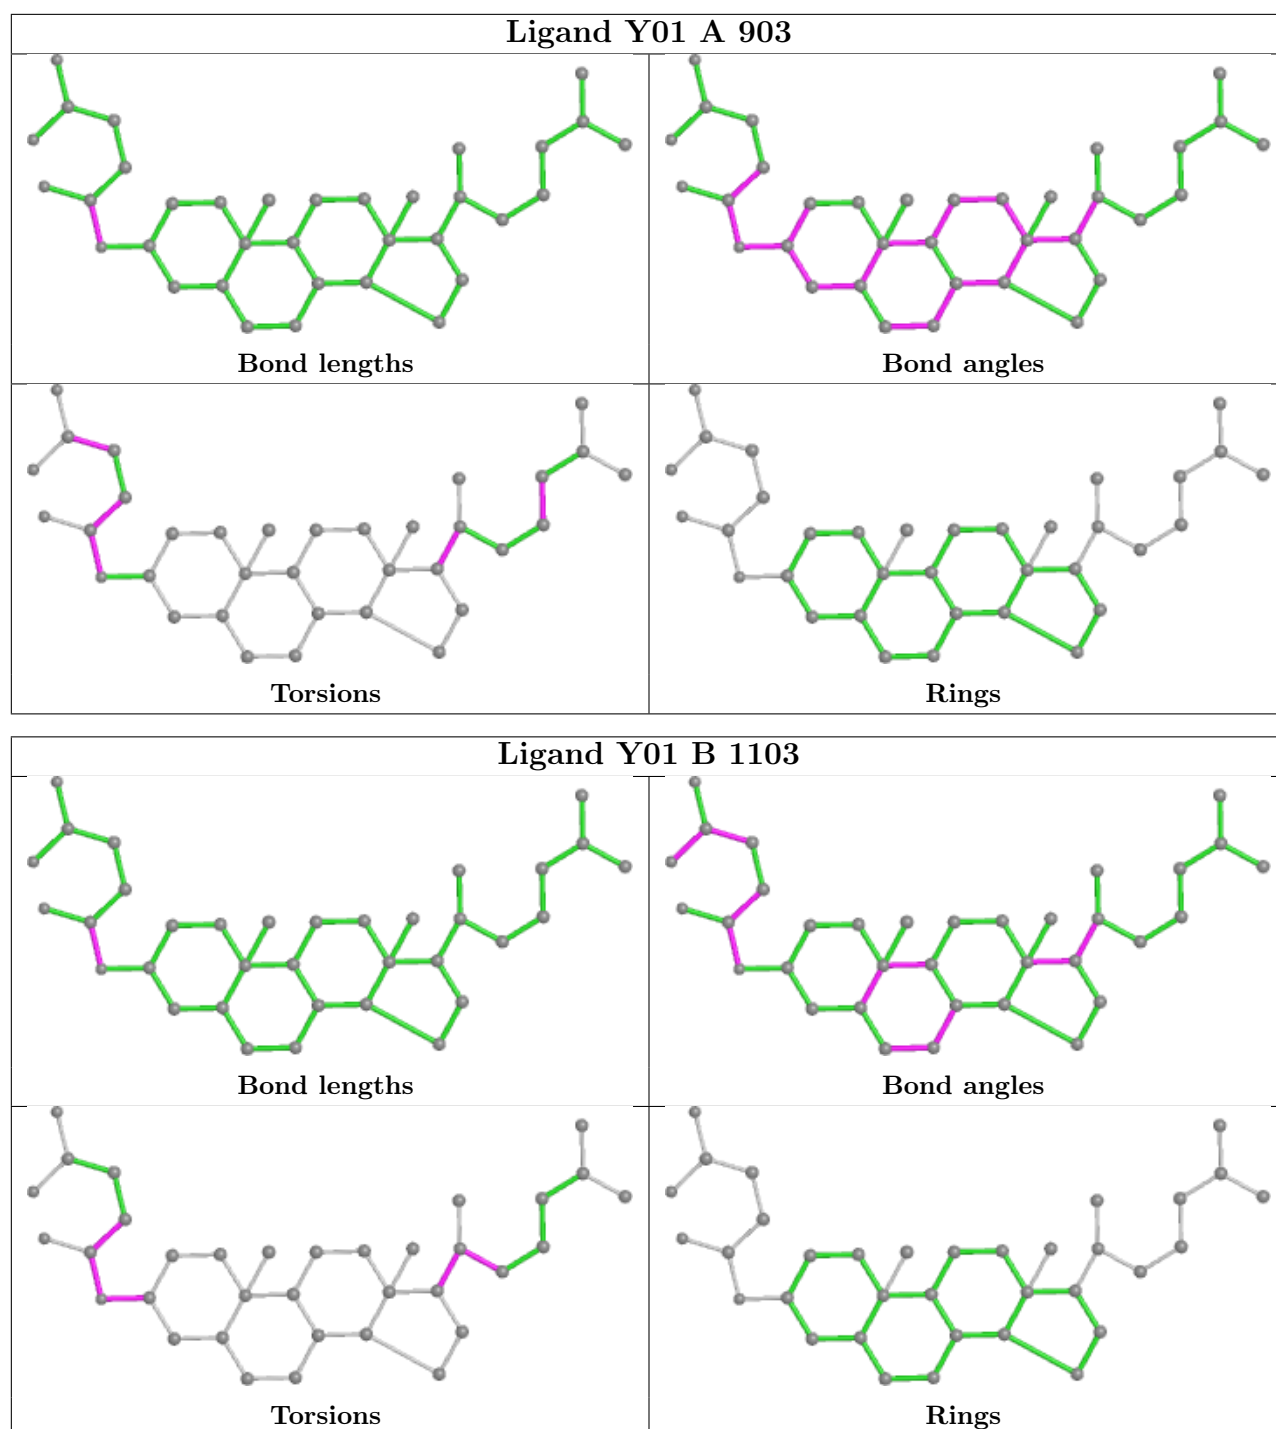 Ligand Y01 A 903
Bond lengths
Bond angles
Torsions
Rings
Ligand Y01 B 1103
Bond lengths
Bond angles
Torsions
Rings